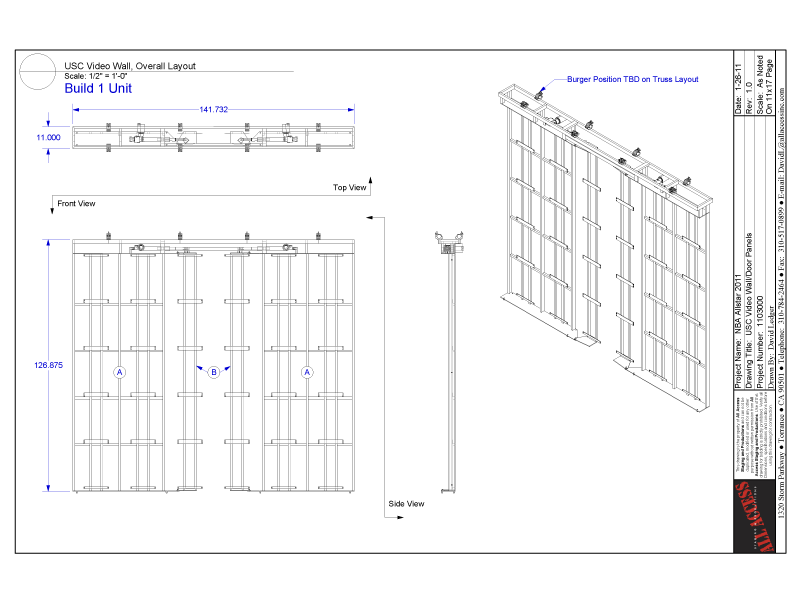 USC Video Wall, Overall Layout
Scale: 1/2" = 1'-0"
Build 1 Unit
141.732
11.000
Top View
Front View
126.875
A
B
A
Side View
Burger Position TBD on Truss Layout
Date: 1-26-11
Rev: 1.0
Scale: As Noted
On 11x17 Page
Project Name: NBA Allstar 2011
Drawing Title: USC Video Wall/Door Panels
Project Number: 1103000
Drawn By: David Ledger
ALL ACCESS
1320 Storm Parkway ● Torrance ● CA 90501 ● Telephone: 310-784-2464 ● Fax: 310-517-0899 ● E-mail: DavidL@allaccessinc.com